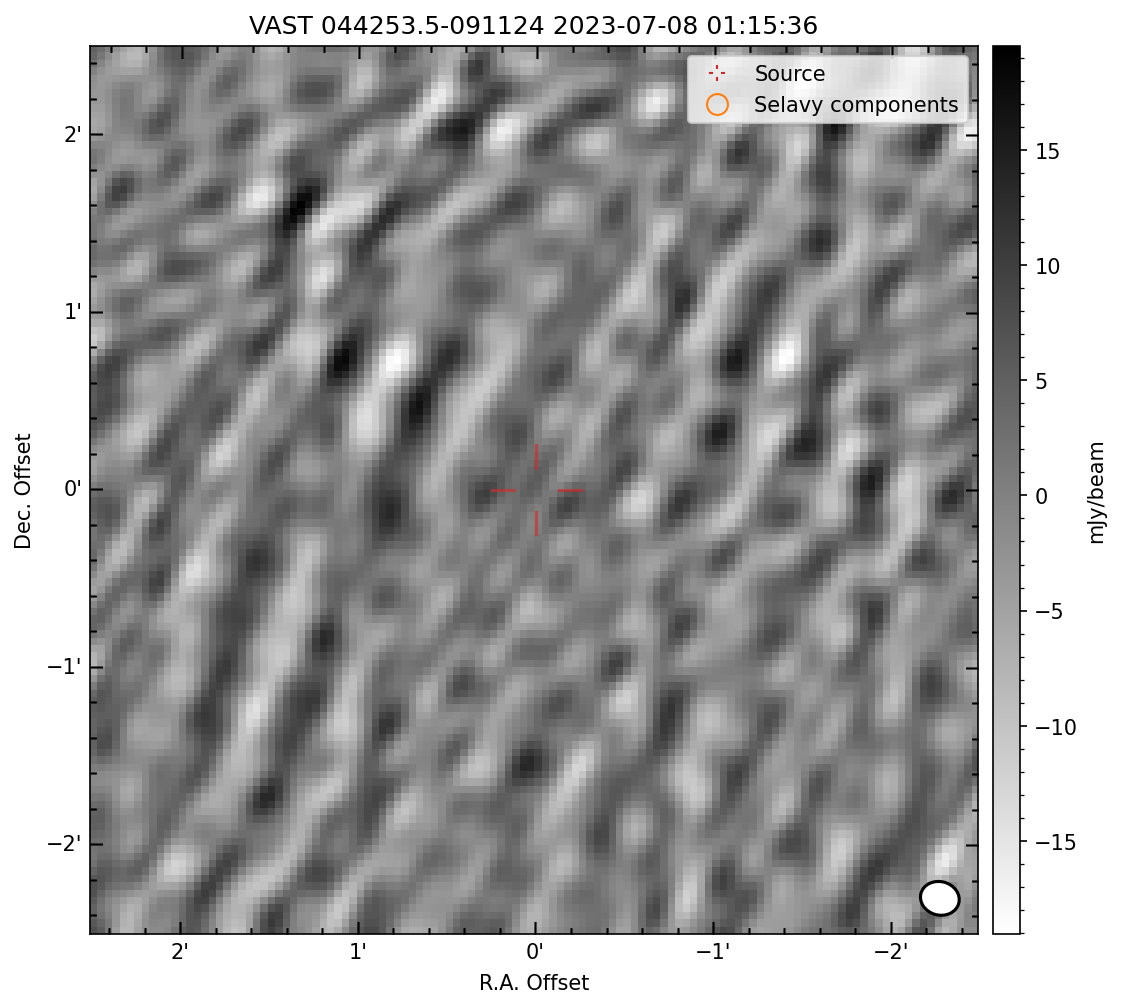 VAST 044253.5-091124 2023-07-08 01:15:36
Source
Selavy components
2'
1'
0'
−1'
−2'
Dec. Offset
2'
1'
0'
−1'
−2'
R.A. Offset
15
10
5
0
−5
−10
−15
mJy/beam